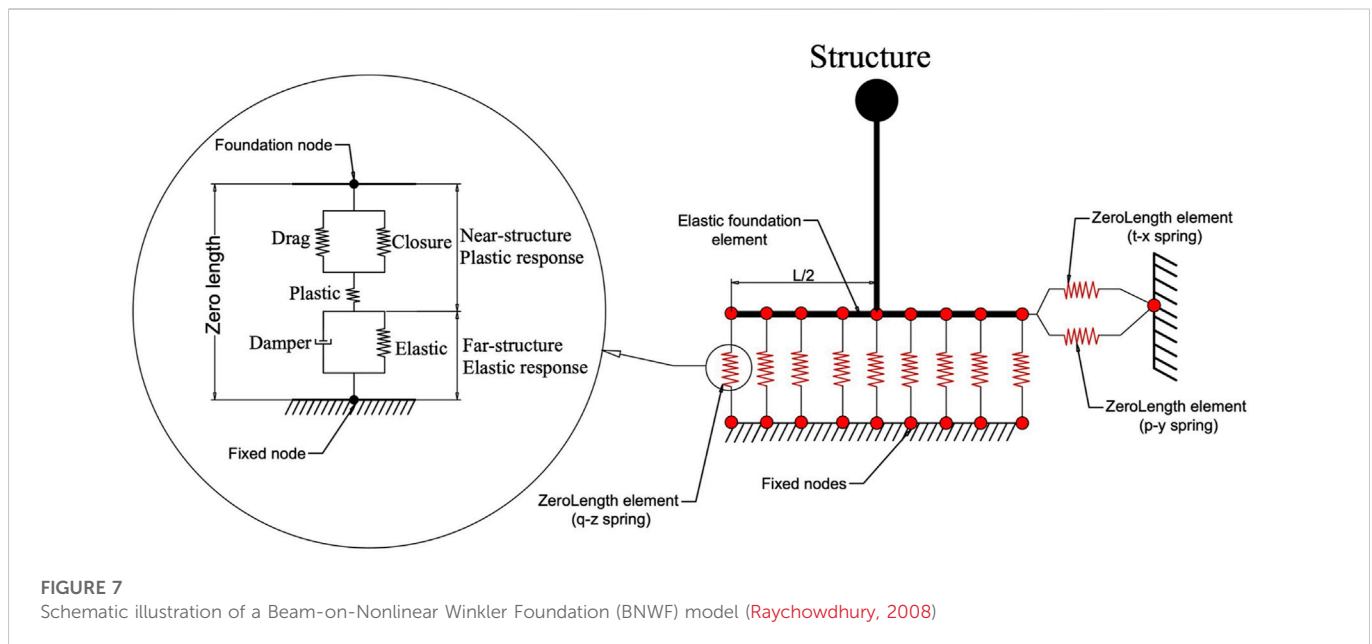 Structure
Foundation node
Zero length
Drag
Closure
Near-structure
Plastic response
Plastic
Damper
Elastic
Far-structure
Elastic response
Fixed node
Elastic foundation
element
L/2
ZeroLength element
(t-x spring)
ZeroLength element
(p-y spring)
ZeroLength element
(q-z spring)
Fixed nodes
FIGURE 7
Schematic illustration of a Beam-on-Nonlinear Winkler Foundation (BNWF) model (Raychowdhury, 2008)